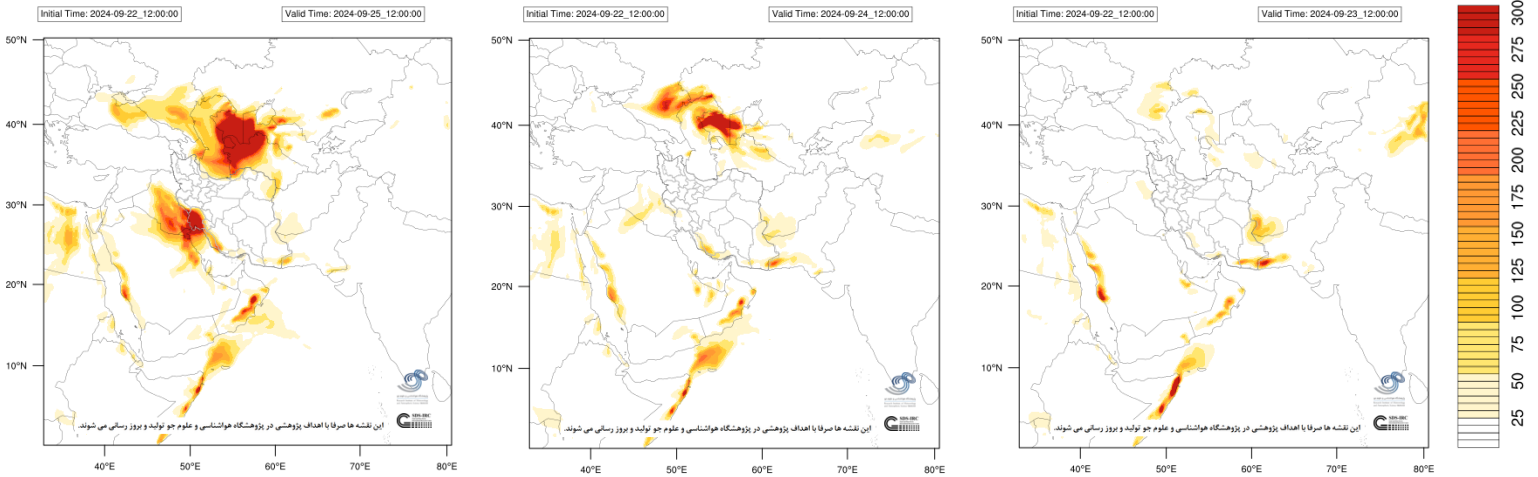 Initial Time: 2024-09-22_12:00:00
Valid Time: 2024-09-25_12:00:00
50°N
40°N
30°N
20°N
10°N
40°E
50°E
60°E
70°E
80°E
این نقشه ها صرفا با اهداف پژوهشی در پژوهشگاه هواشناسی و علوم جو تولید و بروز رسانی می شوند.
SDS-IRC
Initial Time: 2024-09-22_12:00:00
Valid Time: 2024-09-24_12:00:00
50°N
40°N
30°N
20°N
10°N
40°E
50°E
60°E
70°E
80°E
این نقشه ها صرفا با اهداف پژوهشی در پژوهشگاه هواشناسی و علوم جو تولید و بروز رسانی می شوند.
SDS-IRC
Initial Time: 2024-09-22_12:00:00
Valid Time: 2024-09-23_12:00:00
50°N
40°N
30°N
20°N
10°N
40°E
50°E
60°E
70°E
80°E
این نقشه ها صرفا با اهداف پژوهشی در پژوهشگاه هواشناسی و علوم جو تولید و بروز رسانی می شوند.
SDS-IRC
300
275
250
225
200
175
150
125
100
75
50
25